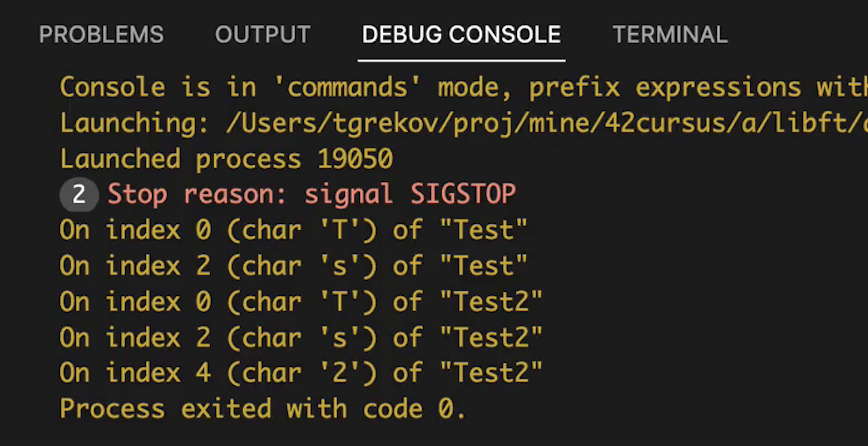 PROBLEMS OUTPUT DEBUG CONSOLE TERMINAL
Console is in 'commands' mode, prefix expressions
Launching: /Users/tgrekov/proj/mine/42cursus/a/libft/
Launched process 19050
2 Stop reason: signal SIGSTOP
On index 0 (char 'T') of "Test"
On index 2 (char 's') of "Test"
On index 0 (char 'T') of "Test2"
On index 2 (char 's') of "Test2"
On index 4 (char '2') of "Test2"
Process exited with code 0.